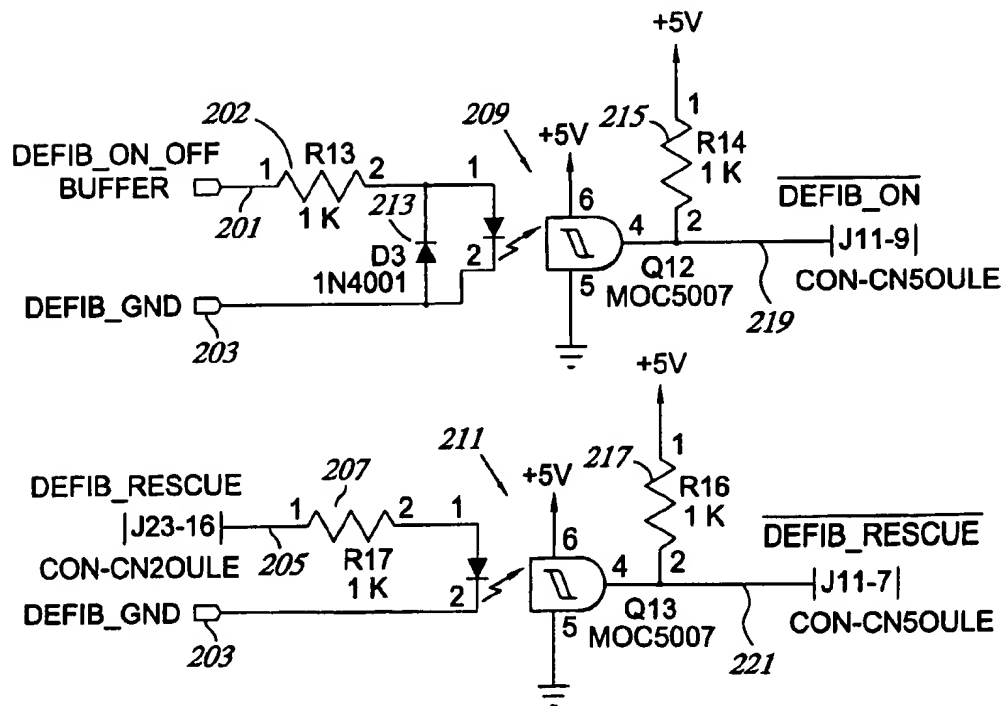 +5V
202
209
+5V
215
1
R14
1 K
2
DEFIB_ON_OFF
BUFFER
1
R13
2
1 K
201
213
D3
1N4001
1
2
6
4
5
Q12
MOC5007
DEFIB_ON
J11-9
CON-CN5OULE
219
DEFIB_GND
203
+5V
211
+5V
217
1
R16
1 K
2
DEFIB_RESCUE
J23-16
CON-CN2OULE
205
207
1
2
R17
1 K
1
2
6
4
5
Q13
MOC5007
DEFIB_RESCUE
J11-7
CON-CN5OULE
221
DEFIB_GND
203